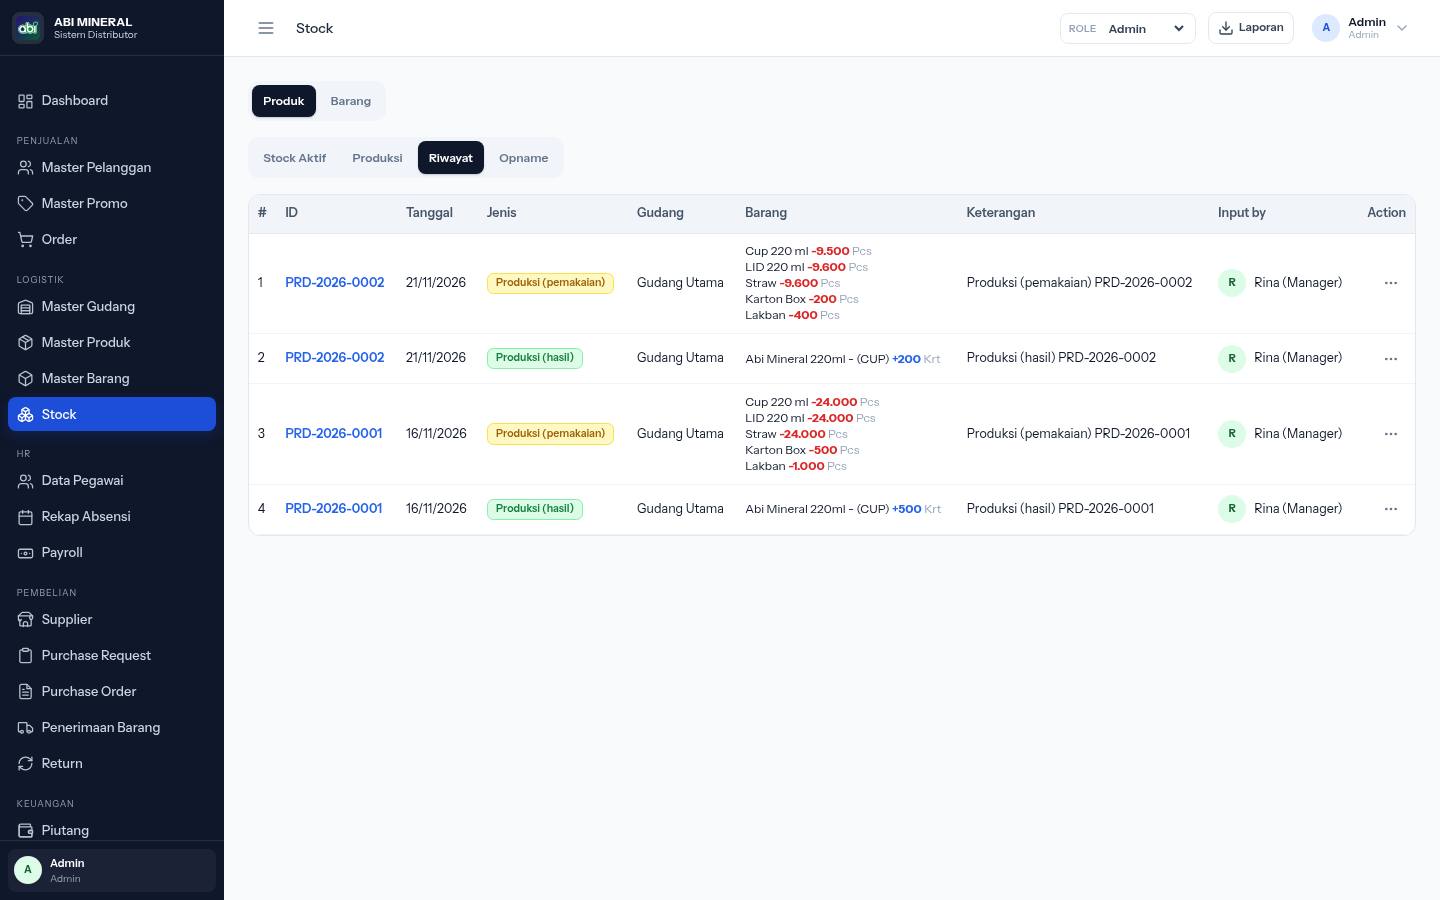 abi
ABI MINERAL
Sistem Distributor
Dashboard
PENJUALAN
Master Pelanggan
Master Promo
Order
LOGISTIK
Master Gudang
Master Produk
Master Barang
Stock
HR
Data Pegawai
Rekap Absensi
Payroll
PEMBELIAN
Supplier
Purchase Request
Purchase Order
Penerimaan Barang
Return
KEUANGAN
Piutang
A Admin
Admin
Stock
ROLE Admin
Laporan
A Admin
Admin
Produk Barang
Stock Aktif Produksi Riwayat Opname
# ID Tanggal Jenis Gudang Barang Keterangan Input by Action
1 PRD-2026-0002 21/11/2026 Produksi (pemakaian) Gudang Utama
Cup 220 ml -9.500 Pcs
LID 220 ml -9.600 Pcs
Straw -9.600 Pcs
Karton Box -200 Pcs
Lakban -400 Pcs
Produksi (pemakaian) PRD-2026-0002 R Rina (Manager) ...
2 PRD-2026-0002 21/11/2026 Produksi (hasil) Gudang Utama Abi Mineral 220ml - (CUP) +200 Krt Produksi (hasil) PRD-2026-0002 R Rina (Manager) ...
3 PRD-2026-0001 16/11/2026 Produksi (pemakaian) Gudang Utama
Cup 220 ml -24.000 Pcs
LID 220 ml -24.000 Pcs
Straw -24.000 Pcs
Karton Box -500 Pcs
Lakban -1.000 Pcs
Produksi (pemakaian) PRD-2026-0001 R Rina (Manager) ...
4 PRD-2026-0001 16/11/2026 Produksi (hasil) Gudang Utama Abi Mineral 220ml - (CUP) +500 Krt Produksi (hasil) PRD-2026-0001 R Rina (Manager) ...